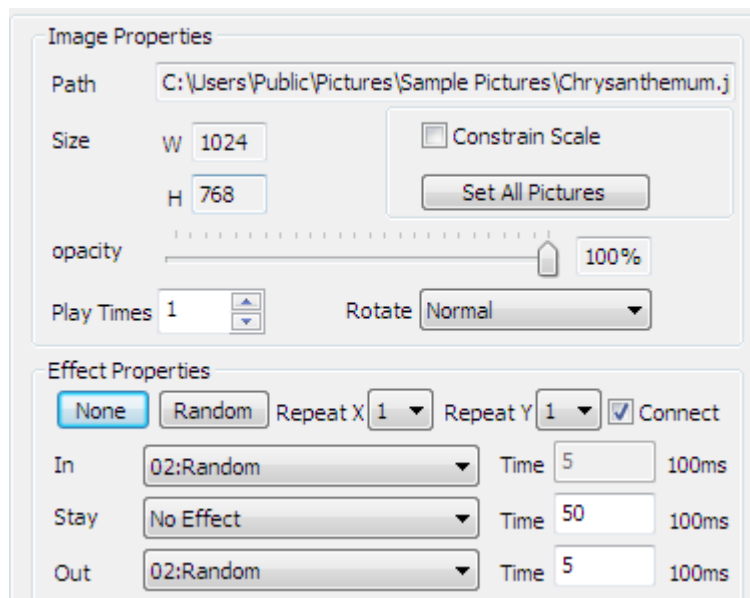 Image Properties
Path C:\Users\Public\Pictures\Sample Pictures\Chrysanthemum.j
Size W 1024 Constrain Scale
H 768 Set All Pictures
opacity 100%
Play Times 1 Rotate Normal
Effect Properties
None Random Repeat X 1 Repeat Y 1 Connect
In 02:Random Time 5 100ms
Stay No Effect Time 50 100ms
Out 02:Random Time 5 100ms